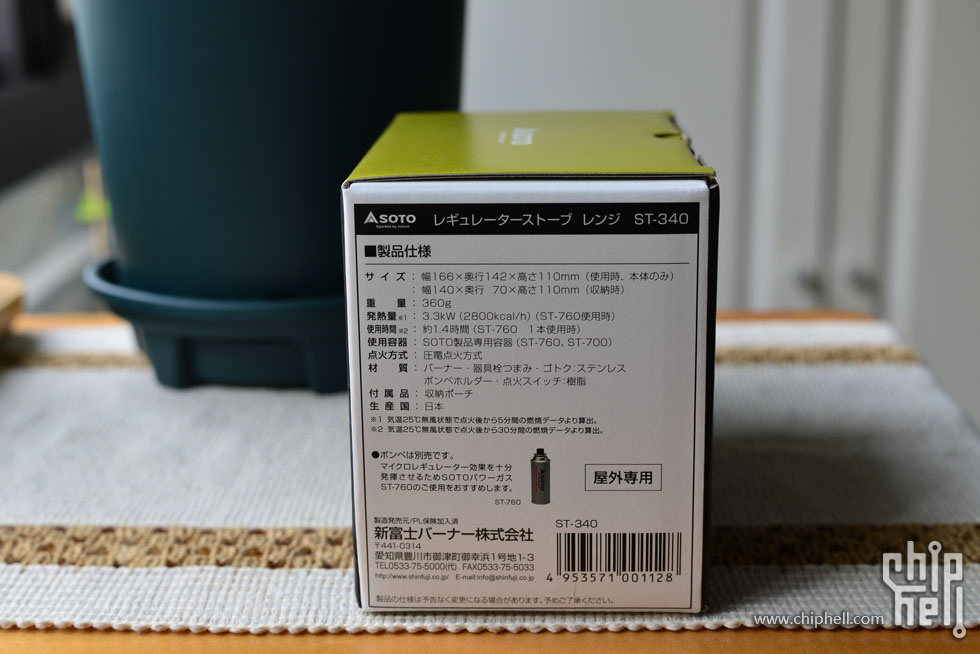 SOTO
SOTO レギュレーターストーブ レンジ ST-340
■製品仕様
サイズ：幅166×奥行142×高さ110mm（使用時、本体のみ）
：幅140×奥行 70×高さ110mm（収納時）
重量：360g
発熱量※1：3.3kW（2800kcal/h）（ST-760使用時）
使用時間※2：約1.4時間（ST-760 1本使用時）
使用容器：SOTO製品専用容器（ST-760、ST-700）
点火方式：圧電点火方式
材質：バーナー・器具栓つまみ・ゴトク：ステンレス
ボンベホルダー・点火スイッチ：樹脂
付属品：収納ポーチ
生産国：日本
※1 気温25℃無風状態で点火後から5分間の燃焼データより算出。
※2 気温25℃無風状態で点火後から30分間の燃焼データより算出。
●ボンベは別売です。
マイクロレギュレーター効果を十分
発揮させるためSOTOパワーガス
ST-760のご使用をおすすめします。
SOTO
ST-760
屋外専用
製造発売元/PL保険加入済
新富士バーナー株式会社
〒441-0314
愛知県豊川市御津町御幸浜1号地1-3
TEL0533-75-5000(代) FAX0533-75-5033
http://www.shinfuji.co.jp/ E-mail:info@shinfuji.co.jp
ST-340
4 953571 001128
製品の仕様は予告なく変更になる場合があります。予めご了承ください。
www.chiphell.com
chip
hell